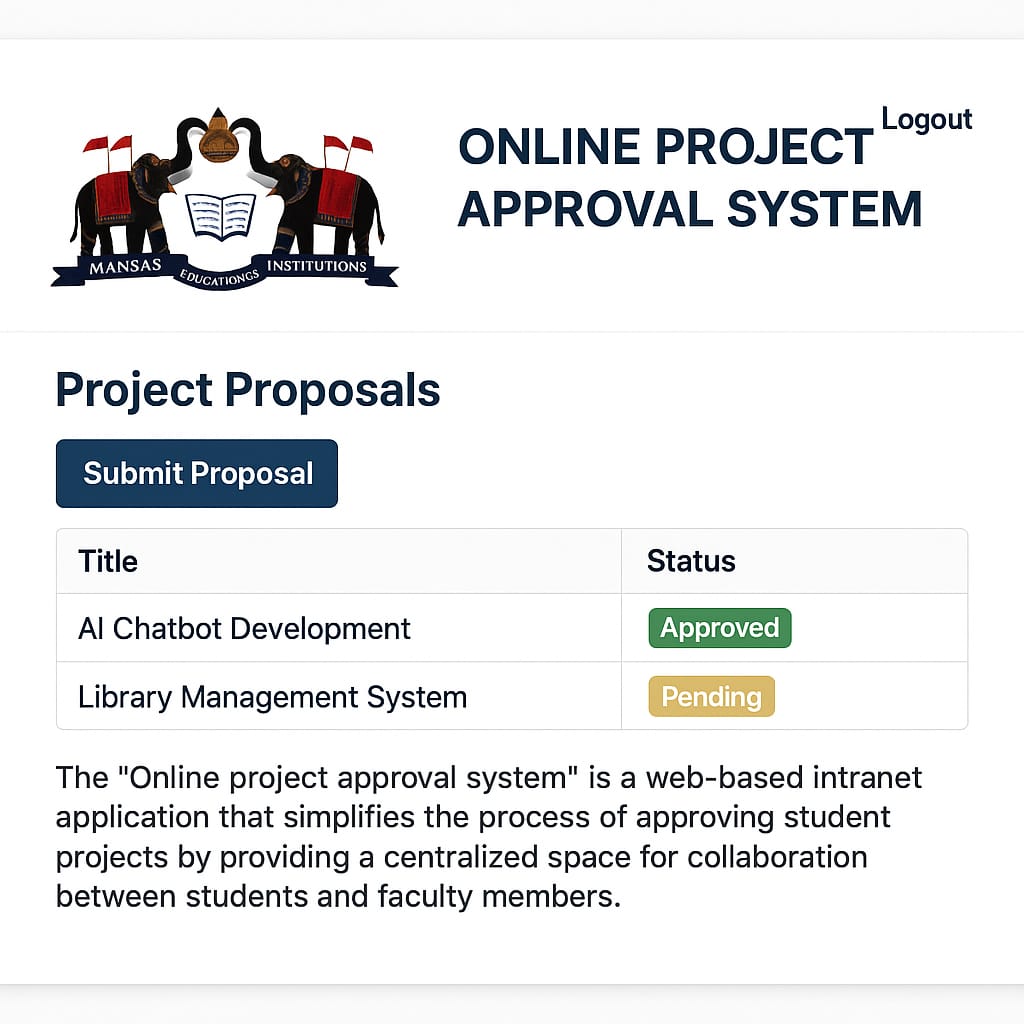 MANSAS EDUCATIONGS INSTITUTIONS
ONLINE PROJECT
APPROVAL SYSTEM
Logout
Project Proposals
Submit Proposal
Title Status
AI Chatbot Development Approved
Library Management System Pending
The "Online project approval system" is a web-based intranet
application that simplifies the process of approving student
projects by providing a centralized space for collaboration
between students and faculty members.